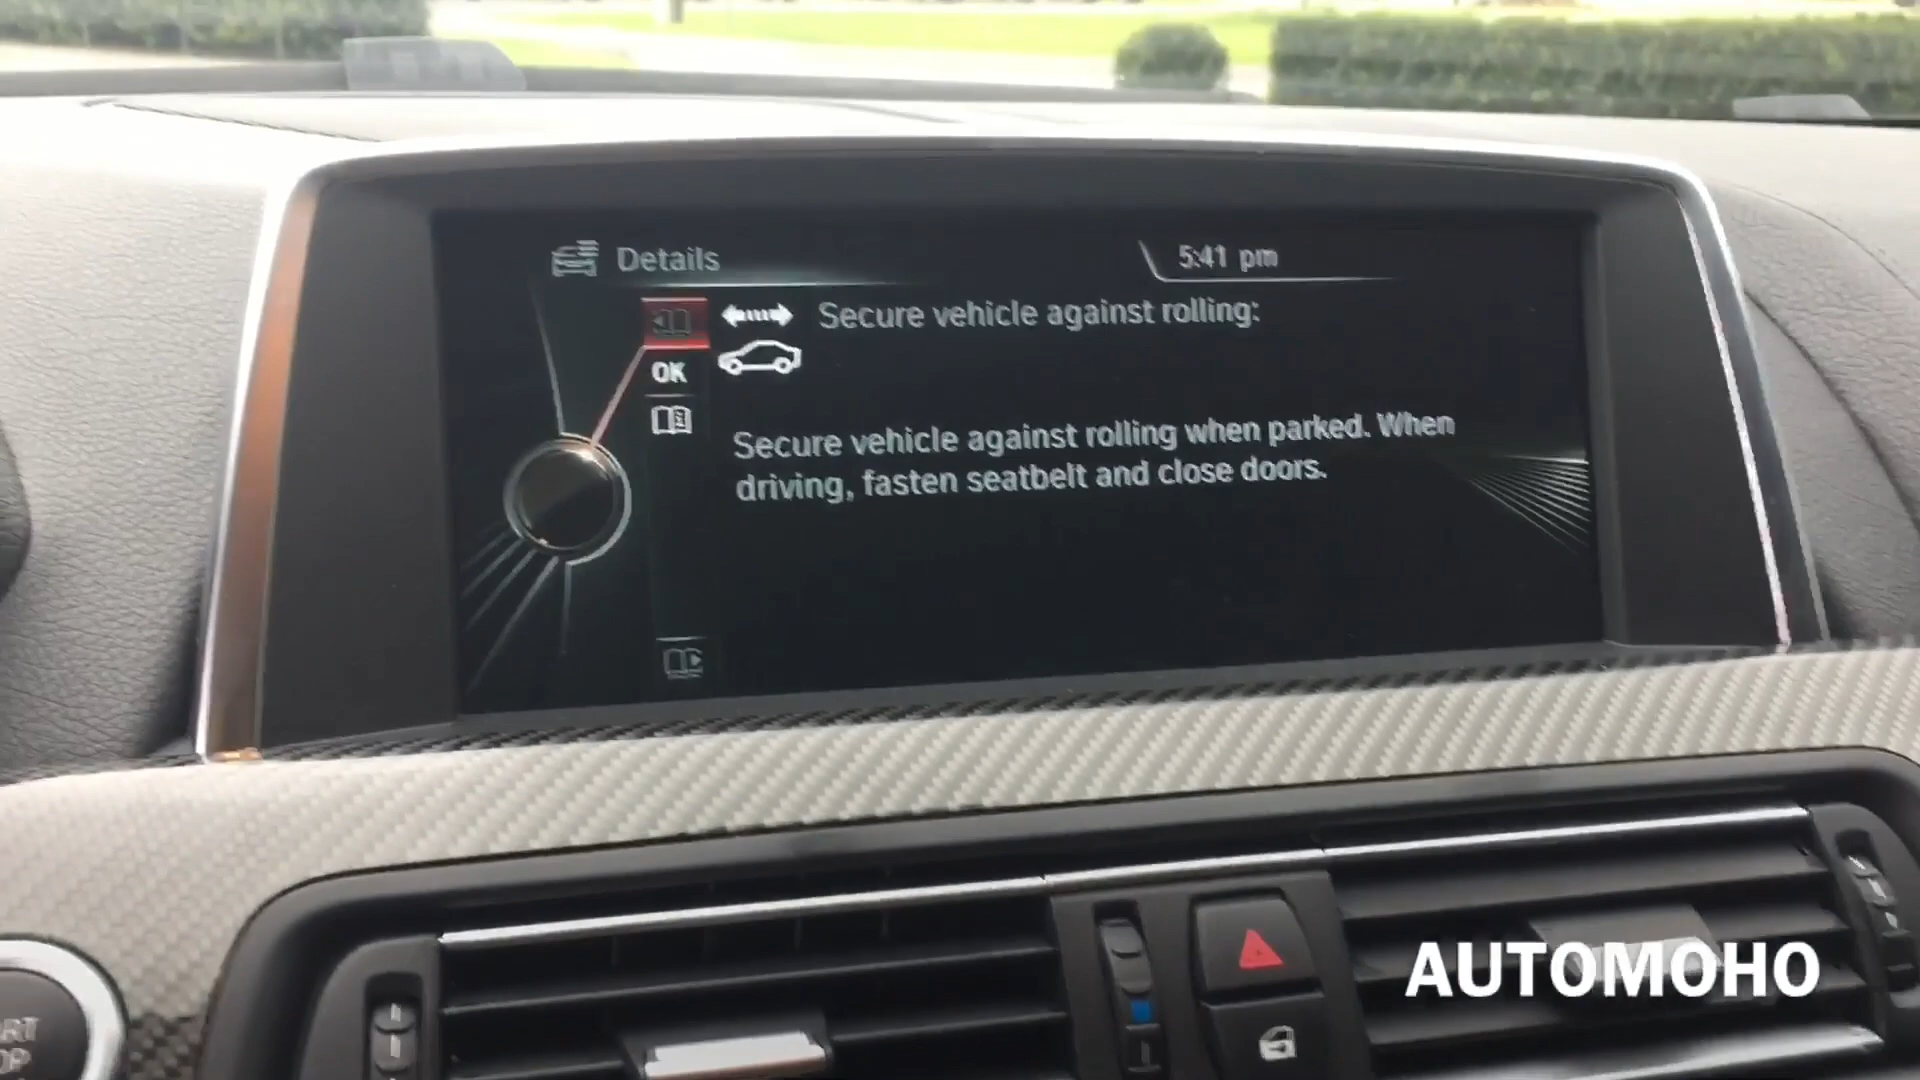 Details
5:41 pm
Secure vehicle against rolling:
OK
Secure vehicle against rolling when parked. When
driving, fasten seatbelt and close doors.
AUTOMOHO